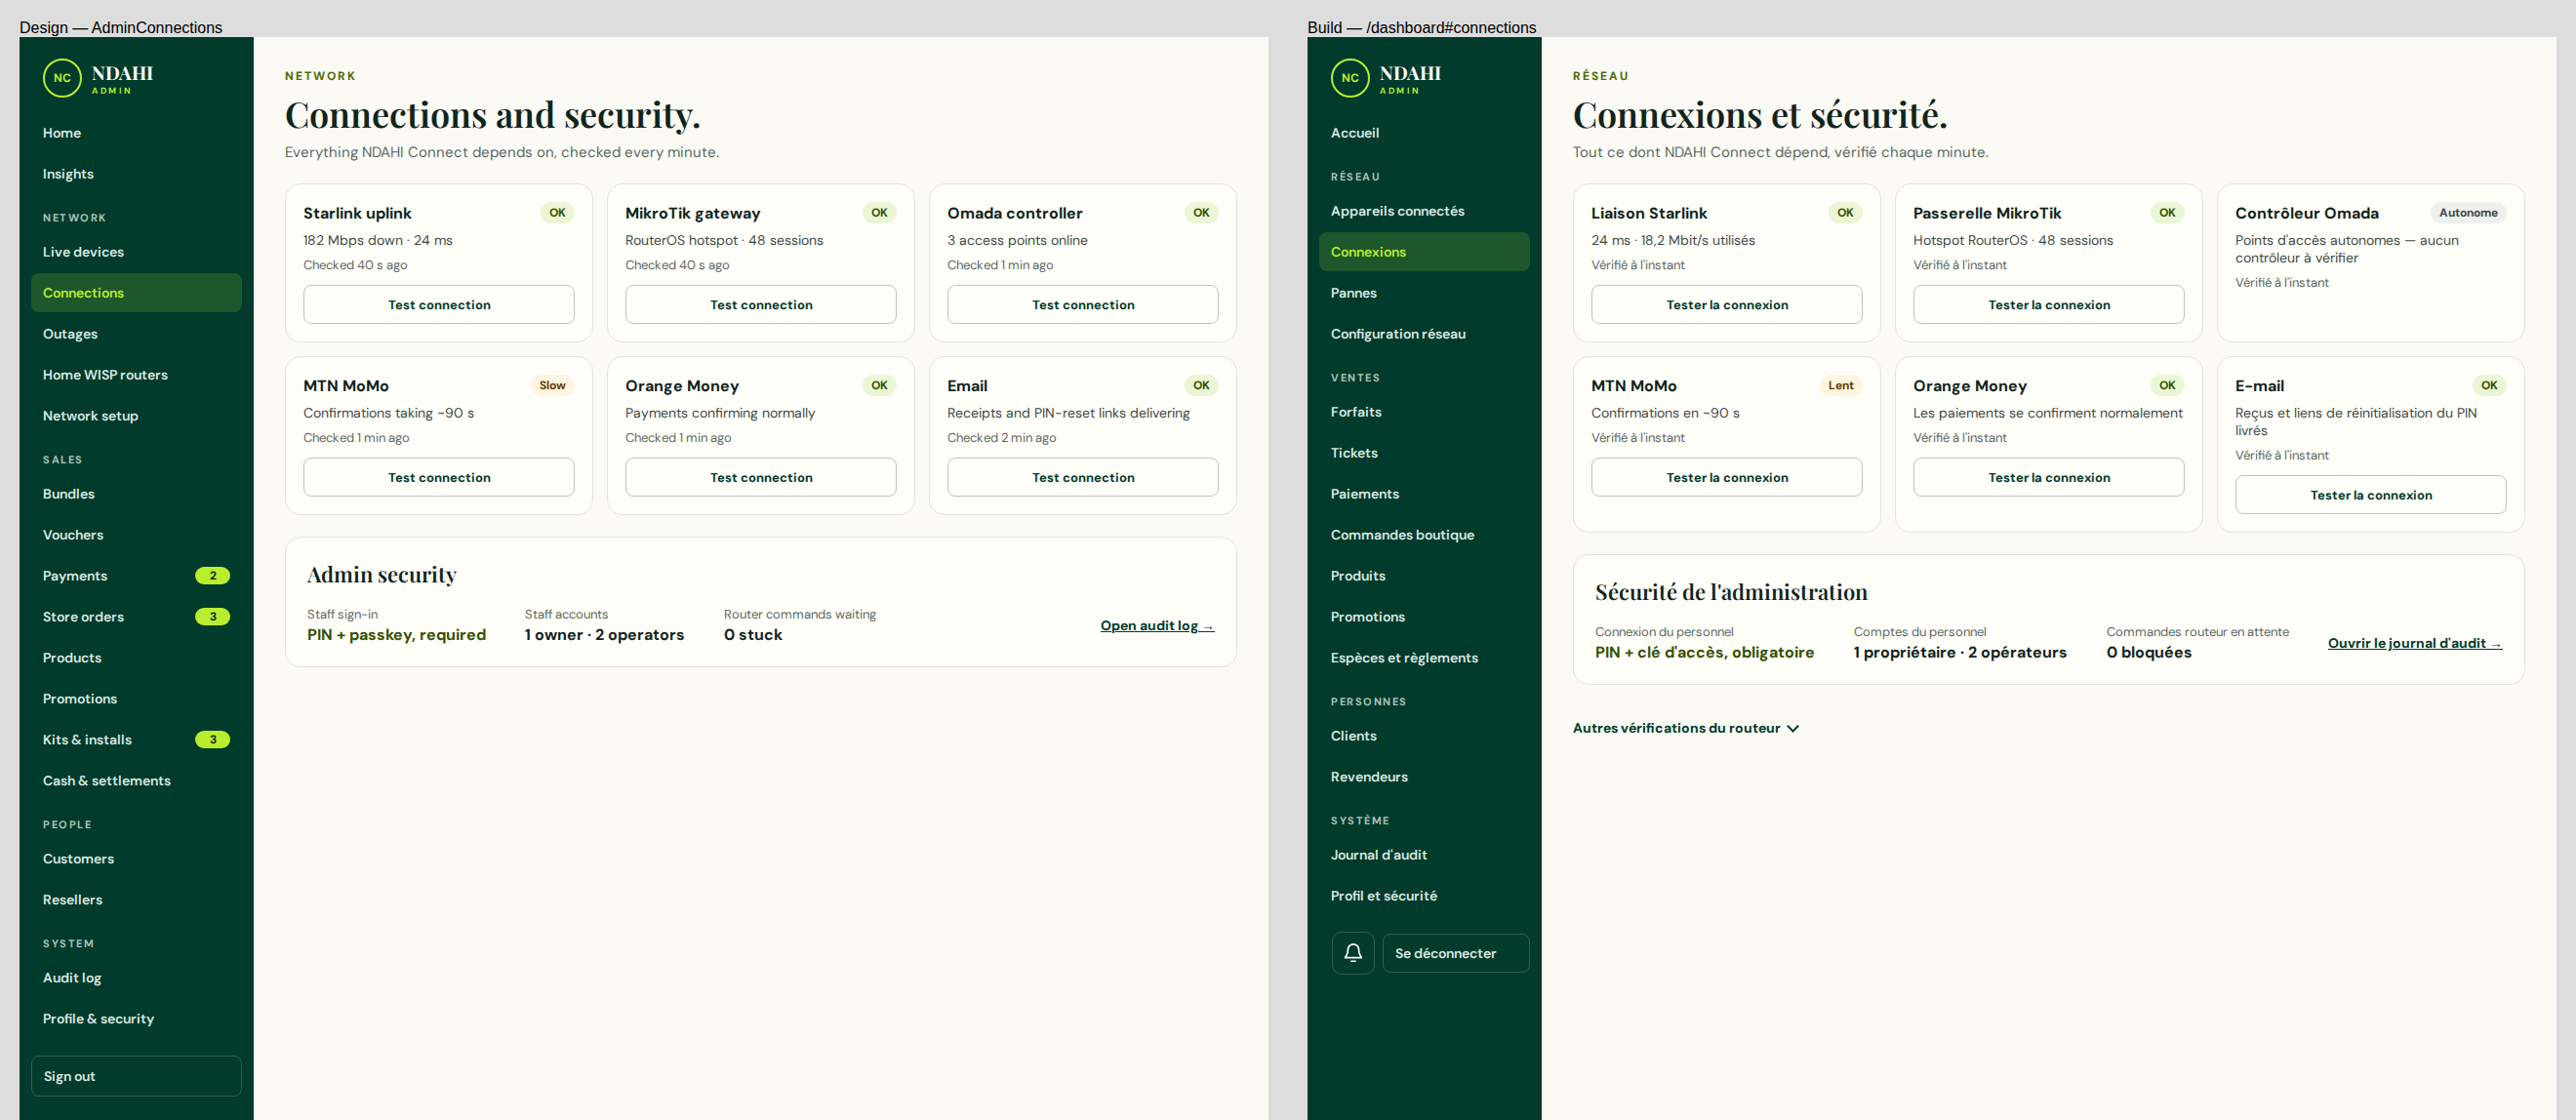 Design — AdminConnections
NC
NDAHI
ADMIN
Home
Insights
NETWORK
Live devices
Connections
Outages
Home WISP routers
Network setup
SALES
Bundles
Vouchers
Payments 2
Store orders 3
Products
Promotions
Kits & installs 3
Cash & settlements
PEOPLE
Customers
Resellers
SYSTEM
Audit log
Profile & security
Sign out
NETWORK
Connections and security.
Everything NDAHI Connect depends on, checked every minute.
Starlink uplink OK
182 Mbps down · 24 ms
Checked 40 s ago
Test connection
MikroTik gateway OK
RouterOS hotspot · 48 sessions
Checked 40 s ago
Test connection
Omada controller OK
3 access points online
Checked 1 min ago
Test connection
MTN MoMo Slow
Confirmations taking ~90 s
Checked 1 min ago
Test connection
Orange Money OK
Payments confirming normally
Checked 1 min ago
Test connection
Email OK
Receipts and PIN-reset links delivering
Checked 2 min ago
Test connection
Admin security
Staff sign-in
PIN + passkey, required
Staff accounts
1 owner · 2 operators
Router commands waiting
0 stuck
Open audit log →
Build — /dashboard#connections
NC
NDAHI
ADMIN
Accueil
RÉSEAU
Appareils connectés
Connexions
Pannes
Configuration réseau
VENTES
Forfaits
Tickets
Paiements
Commandes boutique
Produits
Promotions
Espèces et règlements
PERSONNES
Clients
Revendeurs
SYSTÈME
Journal d'audit
Profil et sécurité
Se déconnecter
RÉSEAU
Connexions et sécurité.
Tout ce dont NDAHI Connect dépend, vérifié chaque minute.
Liaison Starlink OK
24 ms · 18,2 Mbit/s utilisés
Vérifié à l'instant
Tester la connexion
Passerelle MikroTik OK
Hotspot RouterOS · 48 sessions
Vérifié à l'instant
Tester la connexion
Contrôleur Omada Autonome
Points d'accès autonomes — aucun
contrôleur à vérifier
Vérifié à l'instant
MTN MoMo Lent
Confirmations en ~90 s
Vérifié à l'instant
Tester la connexion
Orange Money OK
Les paiements se confirment normalement
Vérifié à l'instant
Tester la connexion
E-mail OK
Reçus et liens de réinitialisation du PIN
livrés
Vérifié à l'instant
Tester la connexion
Sécurité de l'administration
Connexion du personnel
PIN + clé d'accès, obligatoire
Comptes du personnel
1 propriétaire · 2 opérateurs
Commandes routeur en attente
0 bloquées
Ouvrir le journal d'audit →
Autres vérifications du routeur